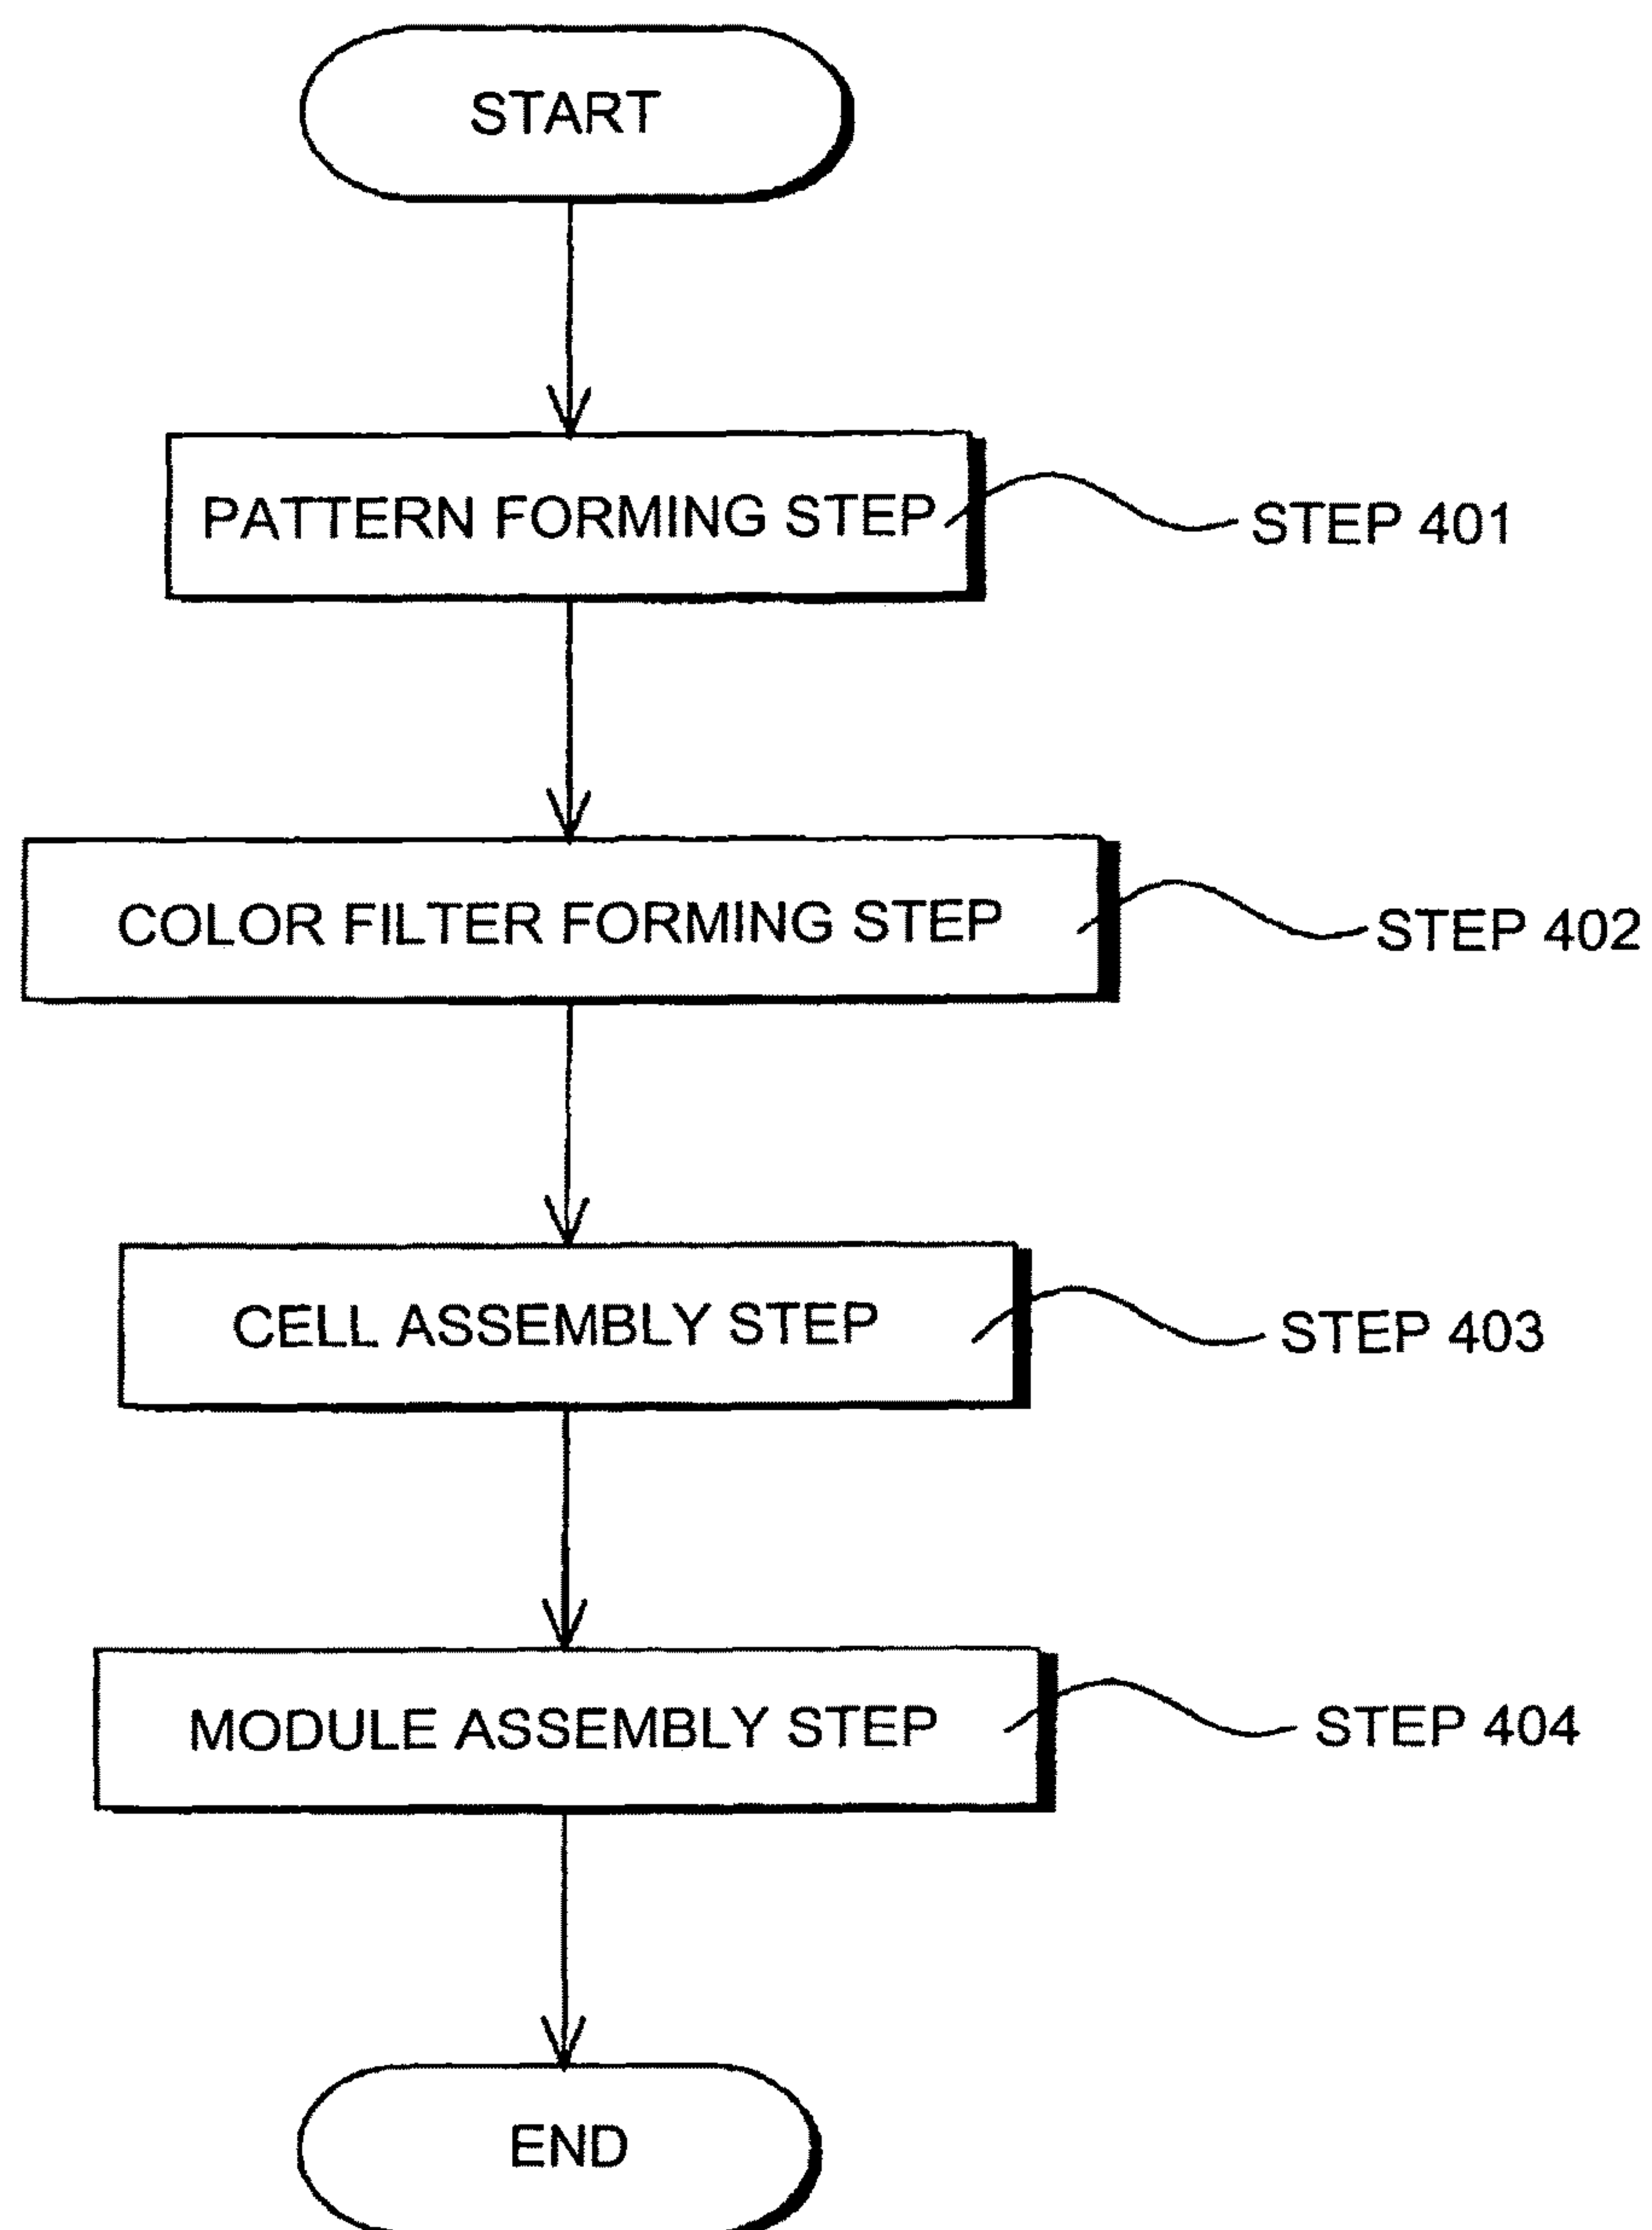 START
PATTERN FORMING STEP
STEP 401
COLOR FILTER FORMING STEP
STEP 402
CELL ASSEMBLY STEP
STEP 403
MODULE ASSEMBLY STEP
STEP 404
END